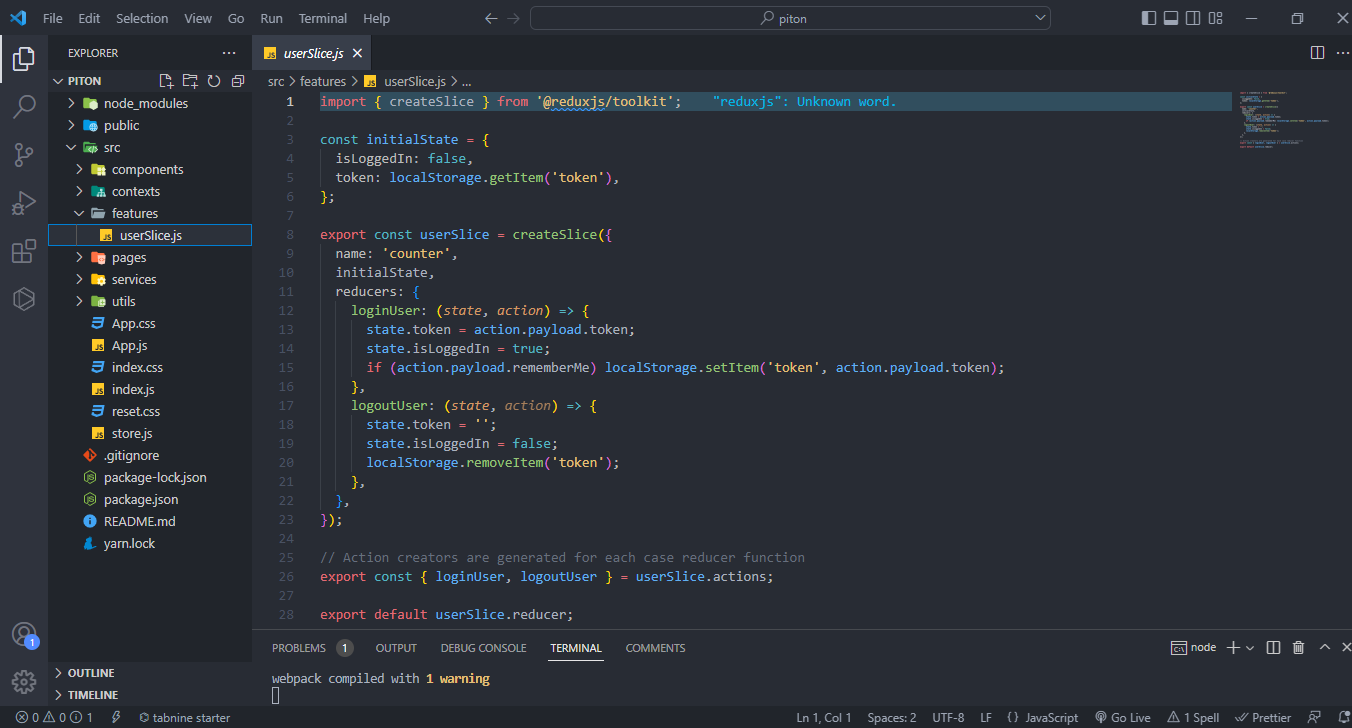 File Edit Selection View Go Run Terminal Help
piton
EXPLORER
userSlice.js
PITON
node_modules
public
src
components
contexts
features
userSlice.js
pages
services
utils
App.css
App.js
index.css
index.js
reset.css
store.js
.gitignore
package-lock.json
package.json
README.md
yarn.lock
OUTLINE
TIMELINE
src > features > userSlice.js > ...
1 import { createSlice } from '@reduxjs/toolkit'; "reduxjs": Unknown word.
2
3 const initialState = {
4 isLoggedIn: false,
5 token: localStorage.getItem('token'),
6 };
7
8 export const userSlice = createSlice({
9 name: 'counter',
10 initialState,
11 reducers: {
12 loginUser: (state, action) => {
13 state.token = action.payload.token;
14 state.isLoggedIn = true;
15 if (action.payload.rememberMe) localStorage.setItem('token', action.payload.token);
16 },
17 logoutUser: (state, action) => {
18 state.token = '';
19 state.isLoggedIn = false;
20 localStorage.removeItem('token');
21 },
22 },
23 });
24
25 // Action creators are generated for each case reducer function
26 export const { loginUser, logoutUser } = userSlice.actions;
27
28 export default userSlice.reducer;
PROBLEMS 1 OUTPUT DEBUG CONSOLE TERMINAL COMMENTS
node
webpack compiled with 1 warning
1
0 0 1 tabnine starter
Ln 1, Col 1 Spaces: 2 UTF-8 LF {} JavaScript Go Live 1 Spell Prettier